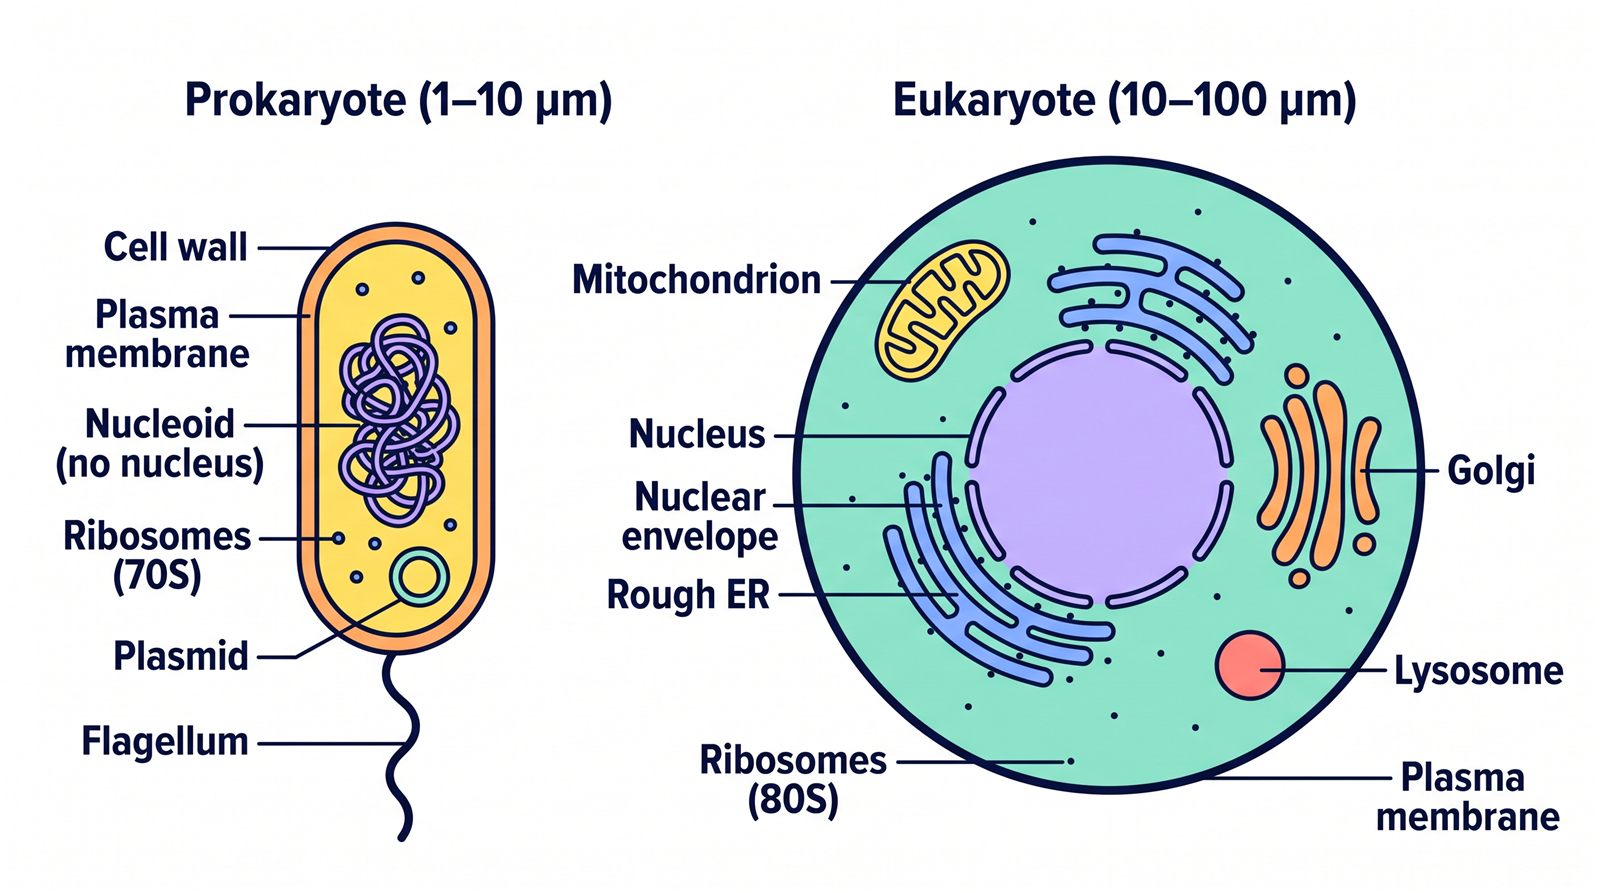 Prokaryote (1–10 µm)
Cell wall
Plasma
membrane
Nucleoid
(no nucleus)
Ribosomes
(70S)
Plasmid
Flagellum
Eukaryote (10–100 µm)
Mitochondrion
Nucleus
Nuclear
envelope
Rough ER
Ribosomes
(80S)
Golgi
Lysosome
Plasma
membrane